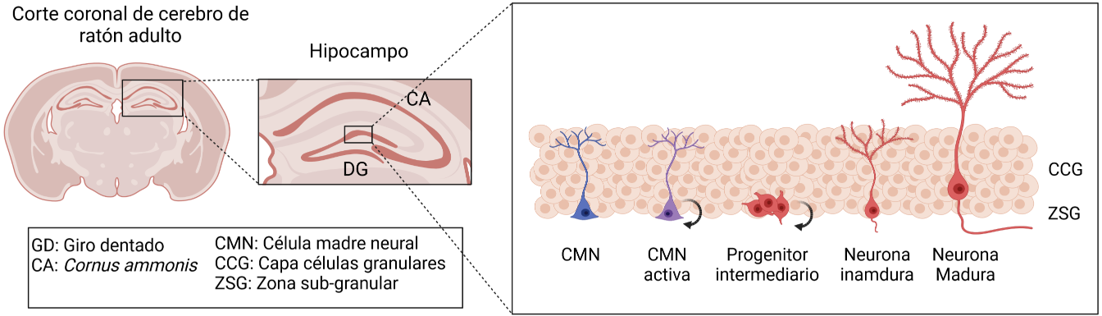 Corte coronal de cerebro de
ratón adulto
Hipocampo
CA
DG
GD: Giro dentado
CA: Cornus ammonis
CMN: Célula madre neural
CCG: Capa células granulares
ZSG: Zona sub-granular
CCG
ZSG
CMN
CMN
activa
Progenitor
intermediario
Neurona
inamdura
Neurona
Madura